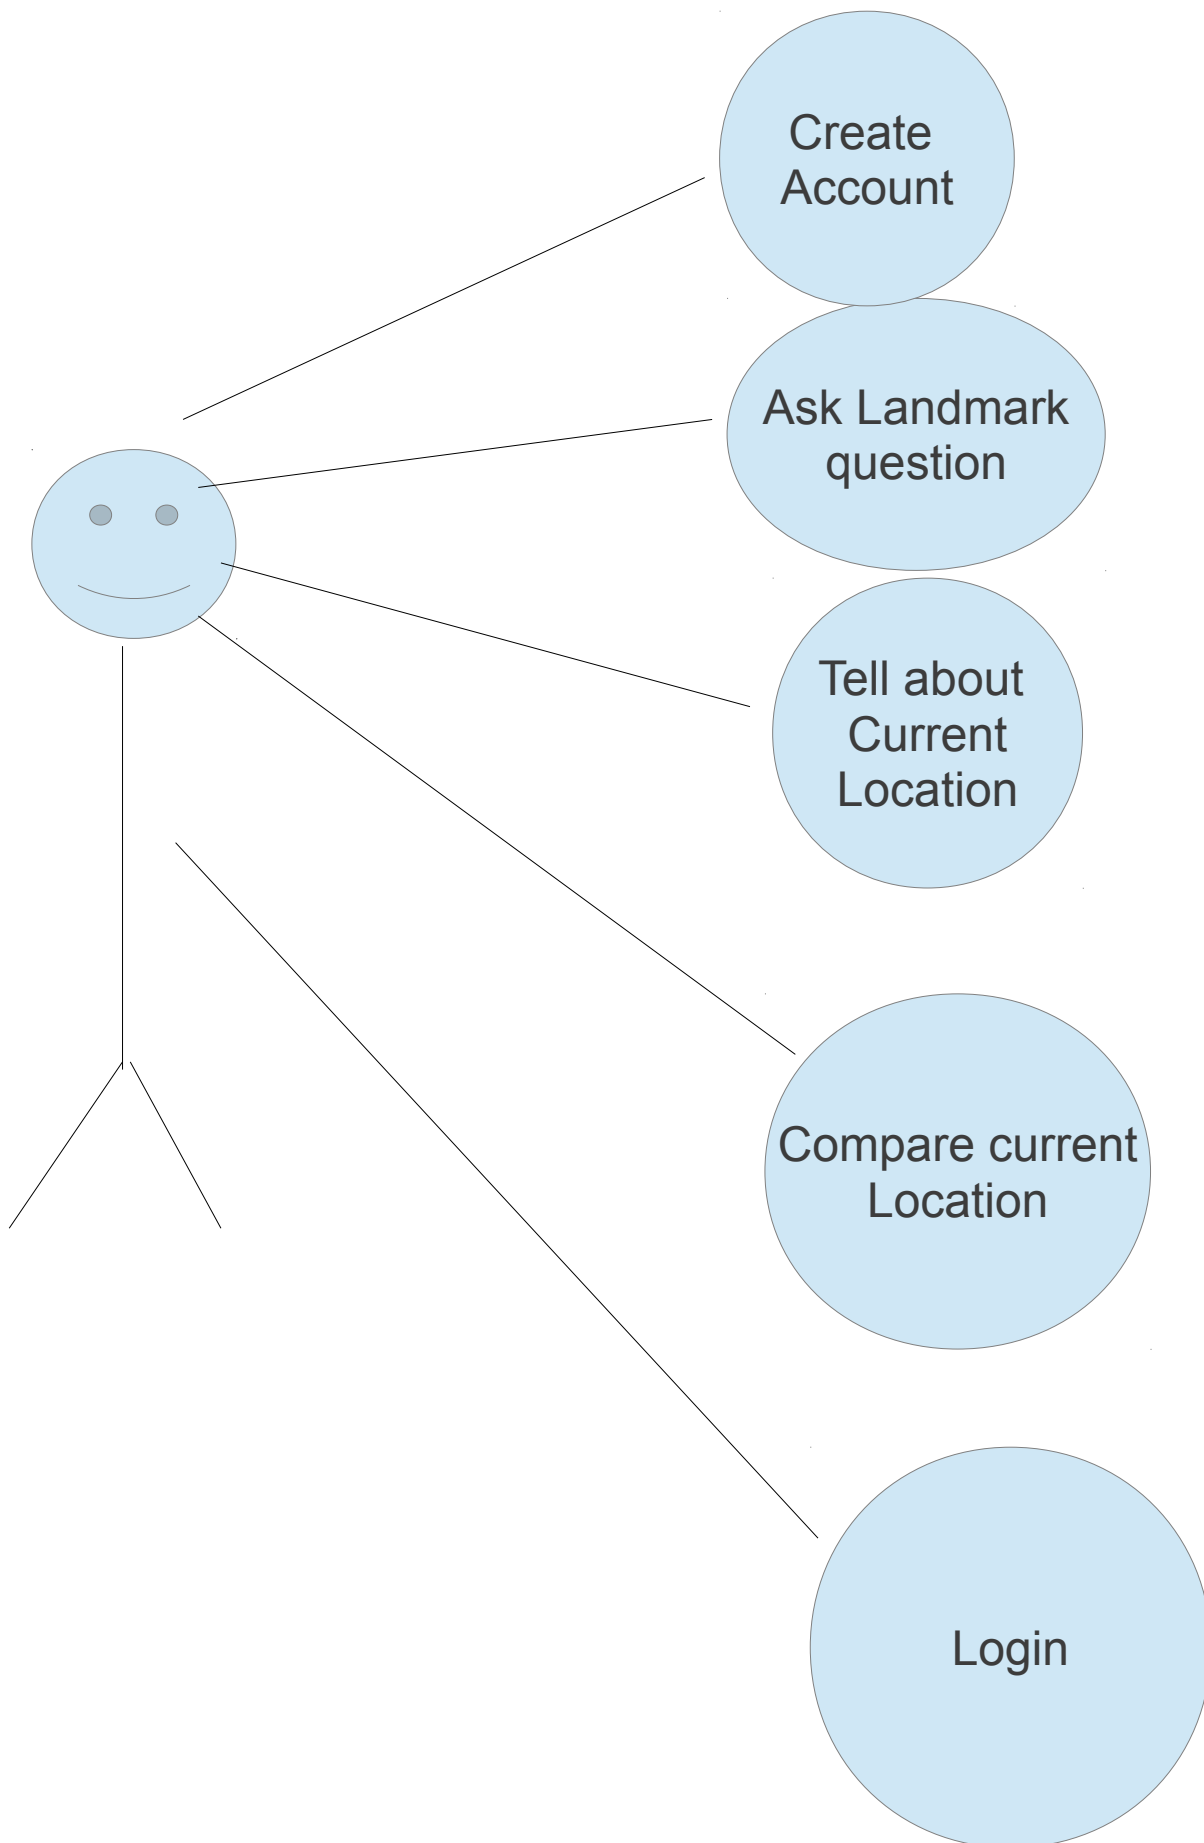 Create
Account
Ask Landmark
question
Tell about
Current
Location
Compare current
Location
Login